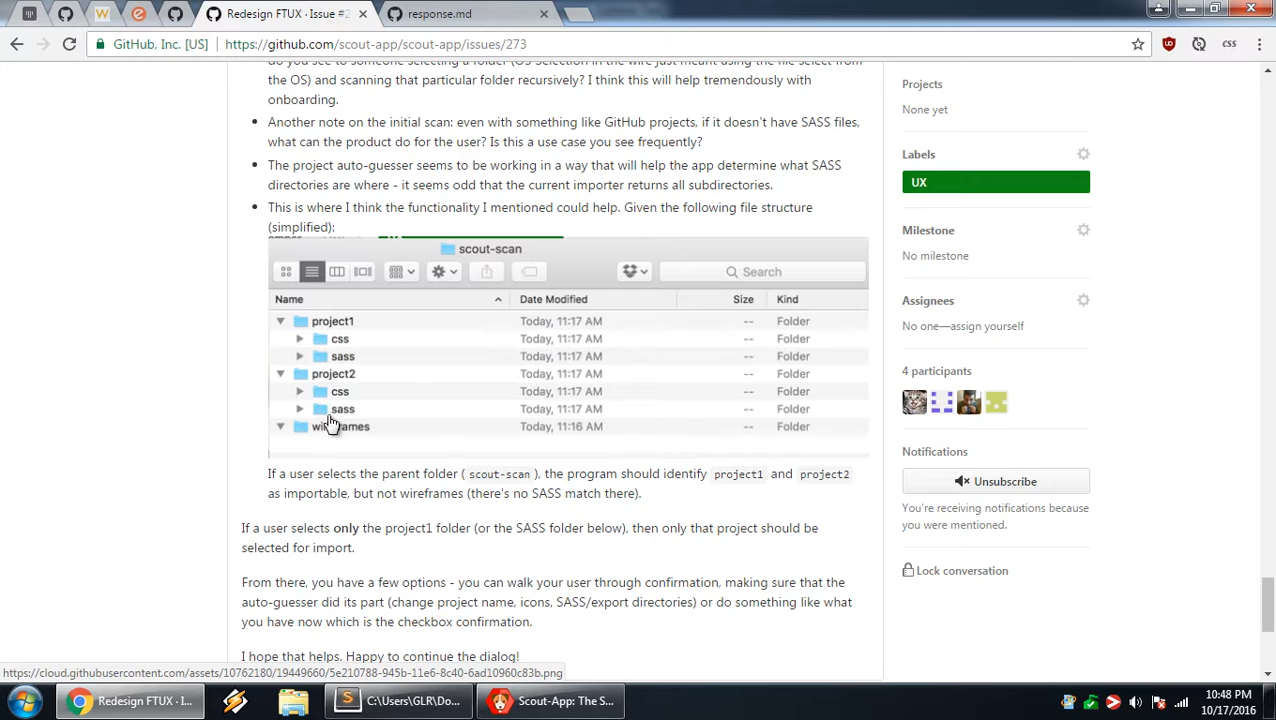 Redesign FTUX · Issue #2
response.md
GitHub, Inc. [US]
https://github.com/scout-app/scout-app/issues/273
css
do you see to someone selecting a folder (OS Selection in the wire just meant using the file select from
the OS) and scanning that particular folder recursively? I think this will help tremendously with
onboarding.
Another note on the initial scan: even with something like GitHub projects, if it doesn't have SASS files,
what can the product do for the user? Is this a use case you see frequently?
The project auto-guesser seems to be working in a way that will help the app determine what SASS
directories are where - it seems odd that the current importer returns all subdirectories.
This is where I think the functionality I mentioned could help. Given the following file structure
(simplified):
scout-scan
Search
Name Date Modified Size Kind
project1 Today, 11:17 AM -- Folder
css Today, 11:17 AM -- Folder
sass Today, 11:17 AM -- Folder
project2 Today, 11:17 AM -- Folder
css Today, 11:17 AM -- Folder
sass Today, 11:17 AM -- Folder
wireframes Today, 11:16 AM -- Folder
If a user selects the parent folder ( scout-scan ), the program should identify project1 and project2
as importable, but not wireframes (there's no SASS match there).
If a user selects only the project1 folder (or the SASS folder below), then only that project should be
selected for import.
From there, you have a few options - you can walk your user through confirmation, making sure that the
auto-guesser did its part (change project name, icons, SASS/export directories) or do something like what
you have now which is the checkbox confirmation.
I hope that helps. Happy to continue the dialog!
Projects
None yet
Labels
UX
Milestone
No milestone
Assignees
No one—assign yourself
4 participants
Notifications
Unsubscribe
You're receiving notifications because
you were mentioned.
Lock conversation
https://cloud.githubusercontent.com/assets/10762180/19449660/5e210788-945b-11e6-8c40-6ad10960c83b.png
Redesign FTUX · I...
C:\Users\GLR\Do...
Scout-App: The S...
10:48 PM
10/17/2016